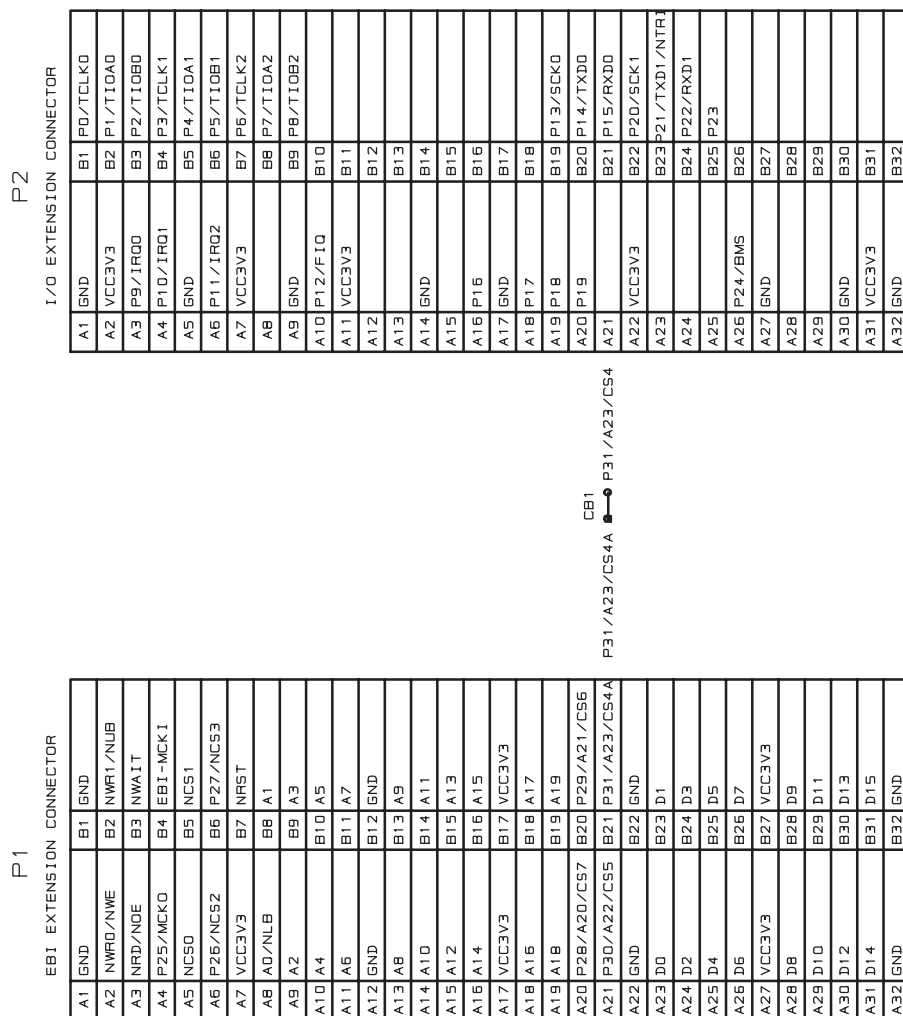 P1
EBI EXTENSION CONNECTOR
A1 GND B1 GND
A2 NWR0/NWE B2 NWR1/NUB
A3 NRD/NOE B3 NWAIT
A4 P25/MCKO B4 EBI-MCKI
A5 NCS0 B5 NCS1
A6 P26/NCS2 B6 P27/NCS3
A7 VCC3V3 B7 NRST
A8 A0/NLB B8 A1
A9 A2 B9 A3
A10 A4 B10 A5
A11 A6 B11 A7
A12 GND B12 GND
A13 A8 B13 A9
A14 A10 B14 A11
A15 A12 B15 A13
A16 A14 B16 A15
A17 VCC3V3 B17 VCC3V3
A18 A16 B18 A17
A19 A18 B19 A19
A20 P28/A20/CS7 B20 P29/A21/CS6
A21 P30/A22/CS5 B21 P31/A23/CS4A
A22 GND B22 GND
A23 D0 B23 D1
A24 D2 B24 D3
A25 D4 B25 D5
A26 D6 B26 D7
A27 VCC3V3 B27 VCC3V3
A28 D8 B28 D9
A29 D10 B29 D11
A30 D12 B30 D13
A31 D14 B31 D15
A32 GND B32 GND
CB1
P31/A23/CS4A P31/A23/CS4
P2
I/O EXTENSION CONNECTOR
A1 GND B1 P0/TCLK0
A2 VCC3V3 B2 P1/TIOA0
A3 P9/IRQ0 B3 P2/TIOB0
A4 P10/IRQ1 B4 P3/TCLK1
A5 GND B5 P4/TIOA1
A6 P11/IRQ2 B6 P5/TIOB1
A7 VCC3V3 B7 P6/TCLK2
A8 B8 P7/TIOA2
A9 GND B9 P8/TIOB2
A10 P12/FIQ B10
A11 VCC3V3 B11
A12 B12
A13 B13
A14 GND B14
A15 B15
A16 P16 B16
A17 GND B17
A18 P17 B18
A19 P18 B19 P13/SCK0
A20 P19 B20 P14/TXD0
A21 B21 P15/RXD0
A22 VCC3V3 B22 P20/SCK1
A23 B23 P21/TXD1/NTRI
A24 B24 P22/RXD1
A25 B25 P23
A26 P24/BMS B26
A27 GND B27
A28 B28
A29 B29
A30 GND B30
A31 VCC3V3 B31
A32 GND B32